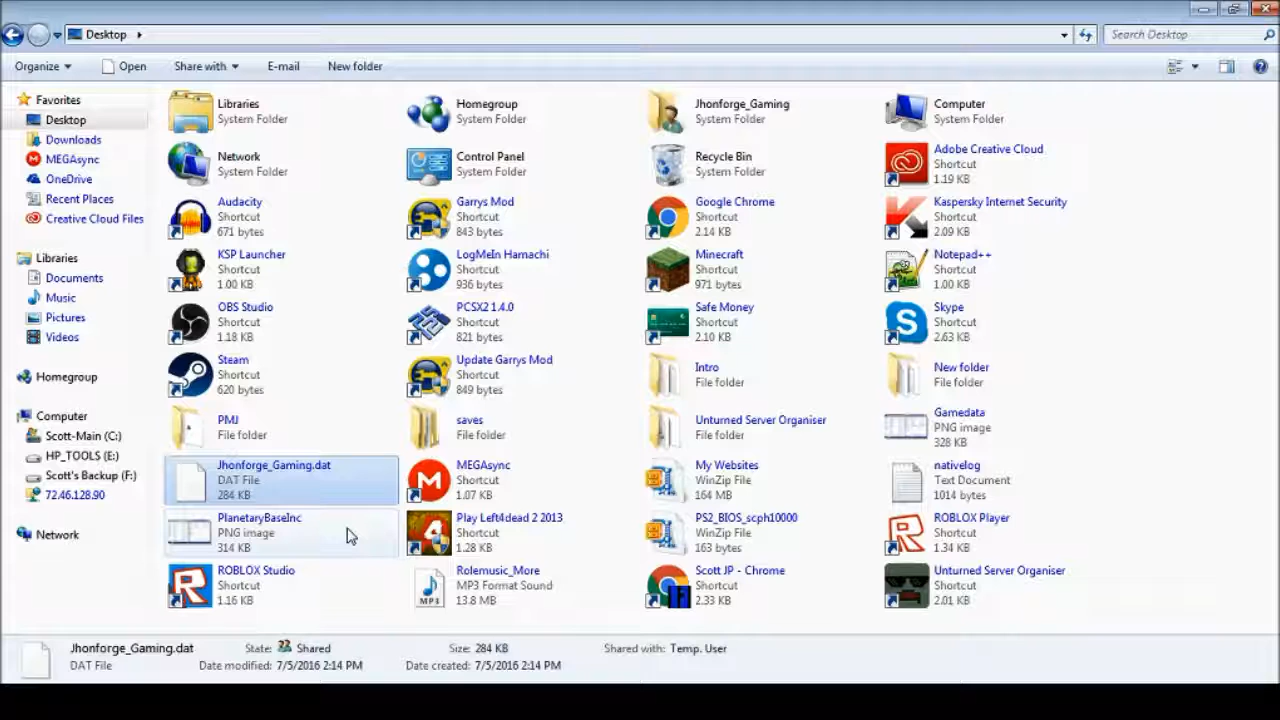 Desktop
Search Desktop
Organize Open Share with E-mail New folder
Favorites
Desktop
Downloads
MEGAsync
OneDrive
Recent Places
Creative Cloud Files
Libraries
Documents
Music
Pictures
Videos
Homegroup
Computer
Scott-Main (C:)
HP_TOOLS (E:)
Scott's Backup (F:)
72.46.128.90
Network
Libraries
System Folder
Homegroup
System Folder
Jhonforge_Gaming
System Folder
Computer
System Folder
Network
System Folder
Control Panel
System Folder
Recycle Bin
System Folder
Adobe Creative Cloud
Shortcut
1.19 KB
Audacity
Shortcut
671 bytes
Garrys Mod
Shortcut
843 bytes
Google Chrome
Shortcut
2.14 KB
Kaspersky Internet Security
Shortcut
2.09 KB
KSP Launcher
Shortcut
1.00 KB
LogMeIn Hamachi
Shortcut
936 bytes
Minecraft
Shortcut
971 bytes
Notepad++
Shortcut
1.00 KB
OBS Studio
Shortcut
1.18 KB
PCSX2 1.4.0
Shortcut
821 bytes
Safe Money
Shortcut
2.10 KB
Skype
Shortcut
2.63 KB
Steam
Shortcut
620 bytes
Update Garrys Mod
Shortcut
849 bytes
Intro
File folder
New folder
File folder
PMJ
File folder
saves
File folder
Unturned Server Organiser
File folder
Gamedata
PNG image
328 KB
Jhonforge_Gaming.dat
DAT File
284 KB
MEGAsync
Shortcut
1.07 KB
My Websites
WinZip File
164 MB
nativelog
Text Document
1014 bytes
PlanetaryBaseInc
PNG image
314 KB
Play Left4dead 2 2013
Shortcut
1.28 KB
PS2_BIOS_scph10000
WinZip File
163 bytes
ROBLOX Player
Shortcut
1.34 KB
ROBLOX Studio
Shortcut
1.16 KB
MP3
Rolemusic_More
MP3 Format Sound
13.8 MB
Scott JP - Chrome
Shortcut
2.33 KB
Unturned Server Organiser
Shortcut
2.01 KB
Jhonforge_Gaming.dat State: Shared Size: 284 KB Shared with: Temp. User
DAT File Date modified: 7/5/2016 2:14 PM Date created: 7/5/2016 2:14 PM